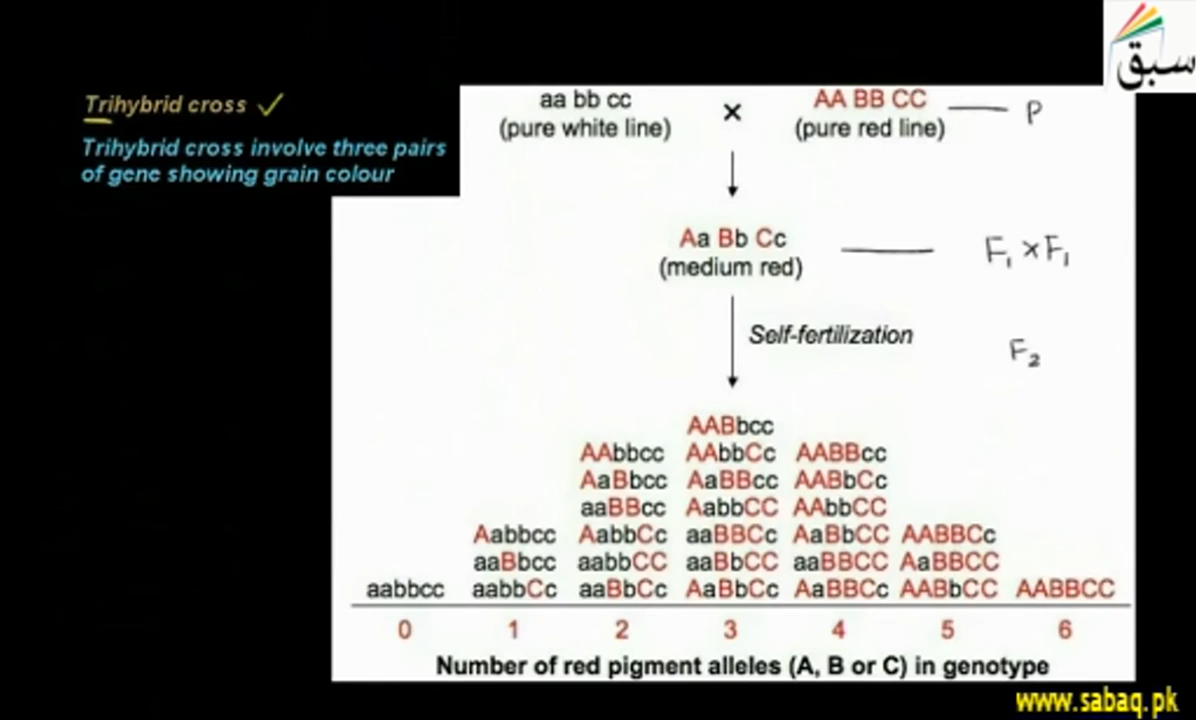 سبق
Trihybrid cross ✓
Trihybrid cross involve three pairs
of gene showing grain colour
aa bb cc × AA BB CC — P
(pure white line) (pure red line)
Aa Bb Cc — F₁ × F₁
(medium red)
Self-fertilization
F₂
AABbcc
AAbbcc AAbbCc AABBcc
AaBbcc AaBBcc AABbCc
aaBBcc AabbCC AAbbCC
Aabbcc AabbCc aaBBCc AaBbCC AABBCc
aaBbcc aabbCC aaBbCC aaBBCC AaBBCC
aabbcc aabbCc aaBbCc AaBbCc AaBBCc AABbCC AABBCC
0 1 2 3 4 5 6
Number of red pigment alleles (A, B or C) in genotype
www.sabaq.pk